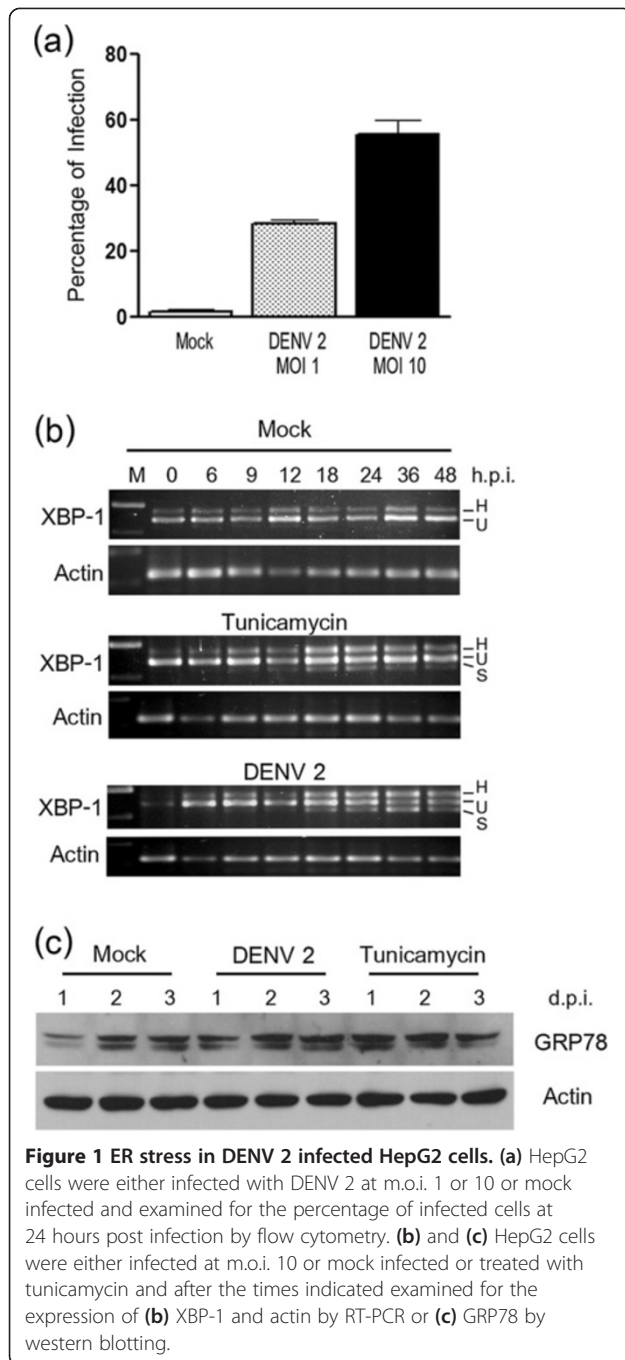 (a)
80
60
40
20
0
Percentage of Infection
Mock
DENV 2
MOI 1
DENV 2
MOI 10
(b)
Mock
M 0 6 9 12 18 24 36 48 h.p.i.
XBP-1
H
U
Actin
Tunicamycin
XBP-1
H
U
S
Actin
DENV 2
XBP-1
H
U
S
Actin
(c)
Mock DENV 2 Tunicamycin
1 2 3 1 2 3 1 2 3 d.p.i.
GRP78
Actin
Figure 1 ER stress in DENV 2 infected HepG2 cells. (a) HepG2
cells were either infected with DENV 2 at m.o.i. 1 or 10 or mock
infected and examined for the percentage of infected cells at
24 hours post infection by flow cytometry. (b) and (c) HepG2 cells
were either infected at m.o.i. 10 or mock infected or treated with
tunicamycin and after the times indicated examined for the
expression of (b) XBP-1 and actin by RT-PCR or (c) GRP78 by
western blotting.